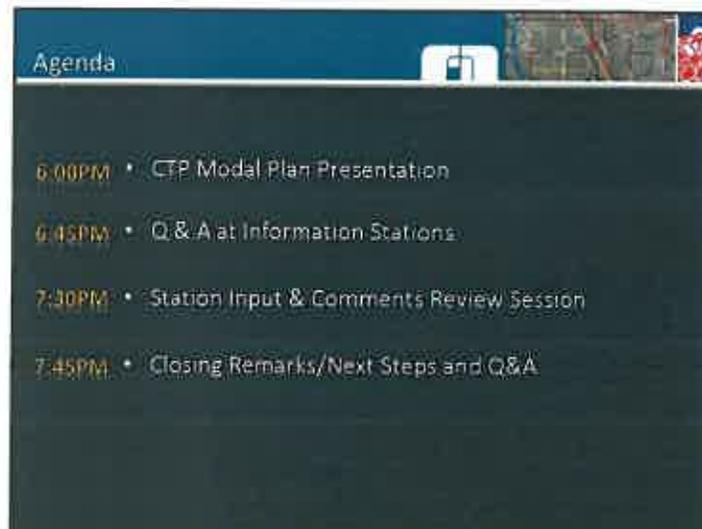 Agenda
6:00PM • CTP Modal Plan Presentation
6:45PM • Q & A at Information Stations
7:30PM • Station Input & Comments Review Session
7:45PM • Closing Remarks/Next Steps and Q&A